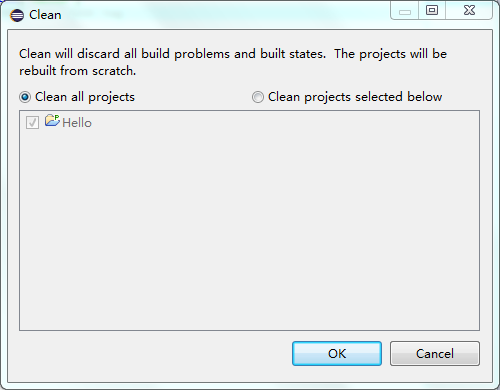 Clean
Clean will discard all build problems and built states.  The projects will be
rebuilt from scratch.
Clean all projects
Clean projects selected below
Hello
OK
Cancel